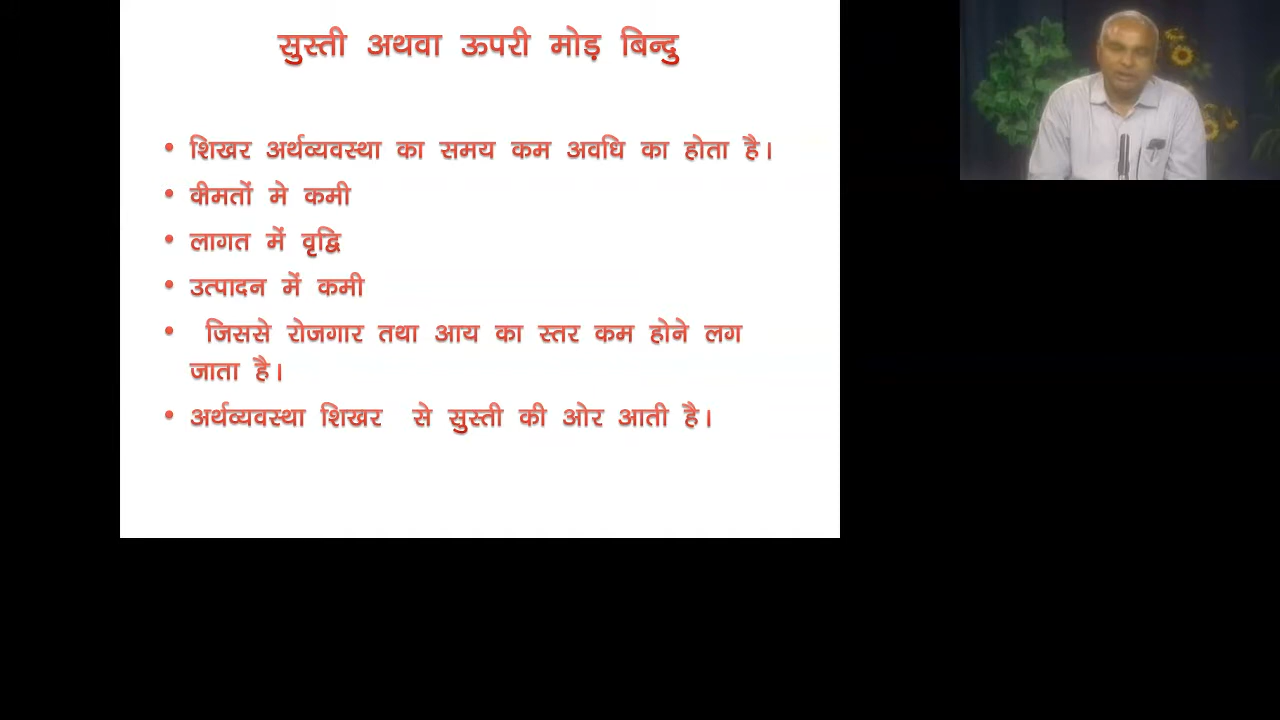 सुस्ती अथवा ऊपरी मोड़ बिन्दु
• शिखर अर्थव्यवस्था का समय कम अवधि का होता है।
• कीमतों मे कमी
• लागत में वृद्वि
• उत्पादन में कमी
• जिससे रोजगार तथा आय का स्तर कम होने लग
जाता है।
• अर्थव्यवस्था शिखर से सुस्ती की ओर आती है।